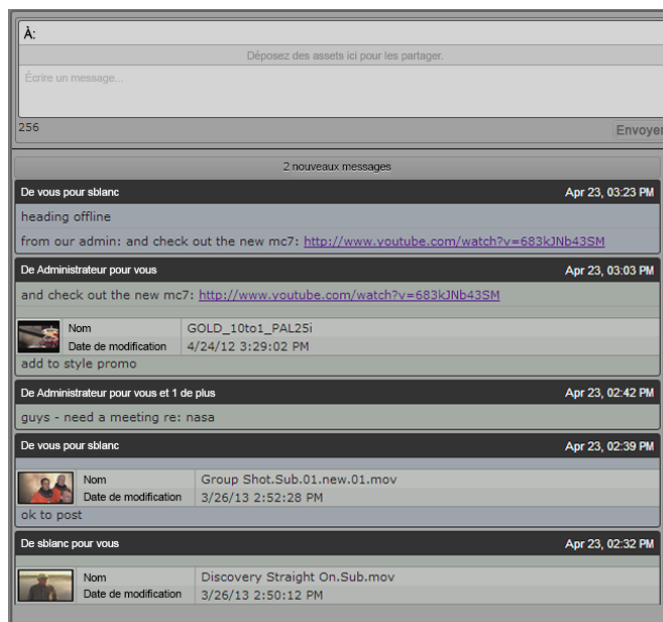 À:
Déposez des assets ici pour les partager.
Écrire un message...
256
Envoyer
2 nouveaux messages
De vous pour sblanc Apr 23, 03:23 PM
heading offline
from our admin: and check out the new mc7: http://www.youtube.com/watch?v=683kJNb43SM
De Administrateur pour vous Apr 23, 03:03 PM
and check out the new mc7: http://www.youtube.com/watch?v=683kJNb43SM
Nom GOLD_10to1_PAL25i
Date de modification 4/24/12 3:29:02 PM
add to style promo
De Administrateur pour vous et 1 de plus Apr 23, 02:42 PM
guys - need a meeting re: nasa
De vous pour sblanc Apr 23, 02:39 PM
Nom Group Shot.Sub.01.new.01.mov
Date de modification 3/26/13 2:52:28 PM
ok to post
De sblanc pour vous Apr 23, 02:32 PM
Nom Discovery Straight On.Sub.mov
Date de modification 3/26/13 2:50:12 PM